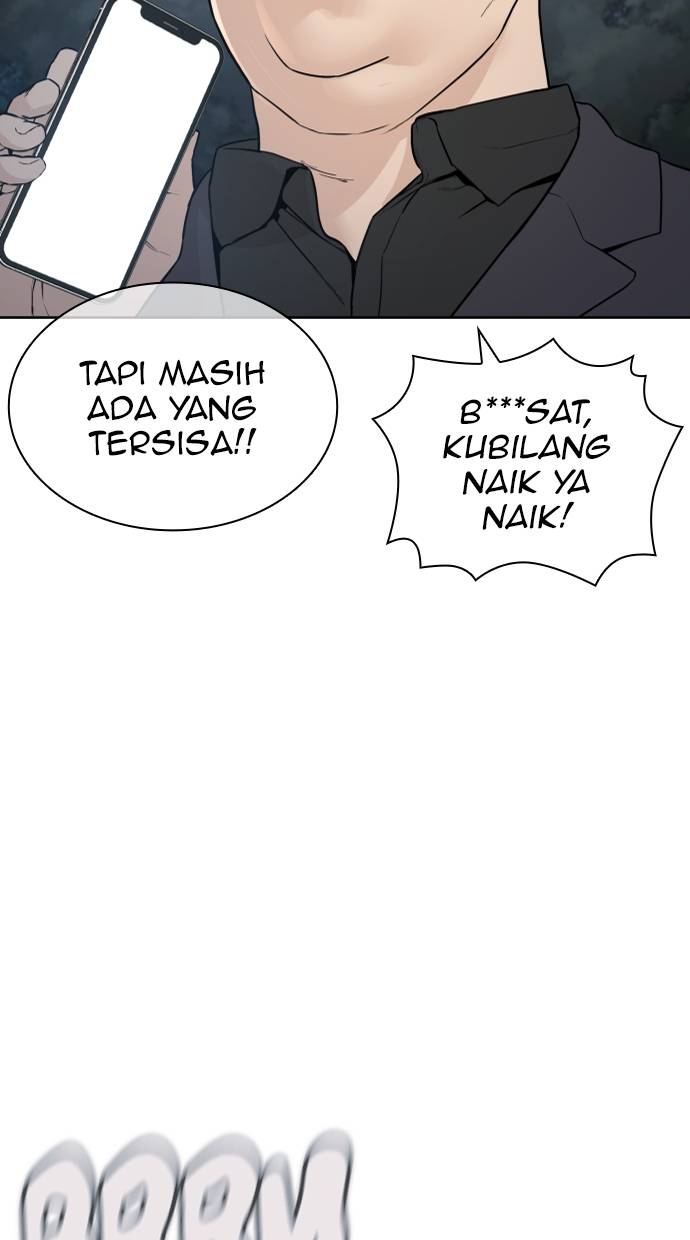 TAPI MASIH
ADA YANG
TERSISA!!
B***SAT,
KUBILANG
NAIK YA
NAIK!